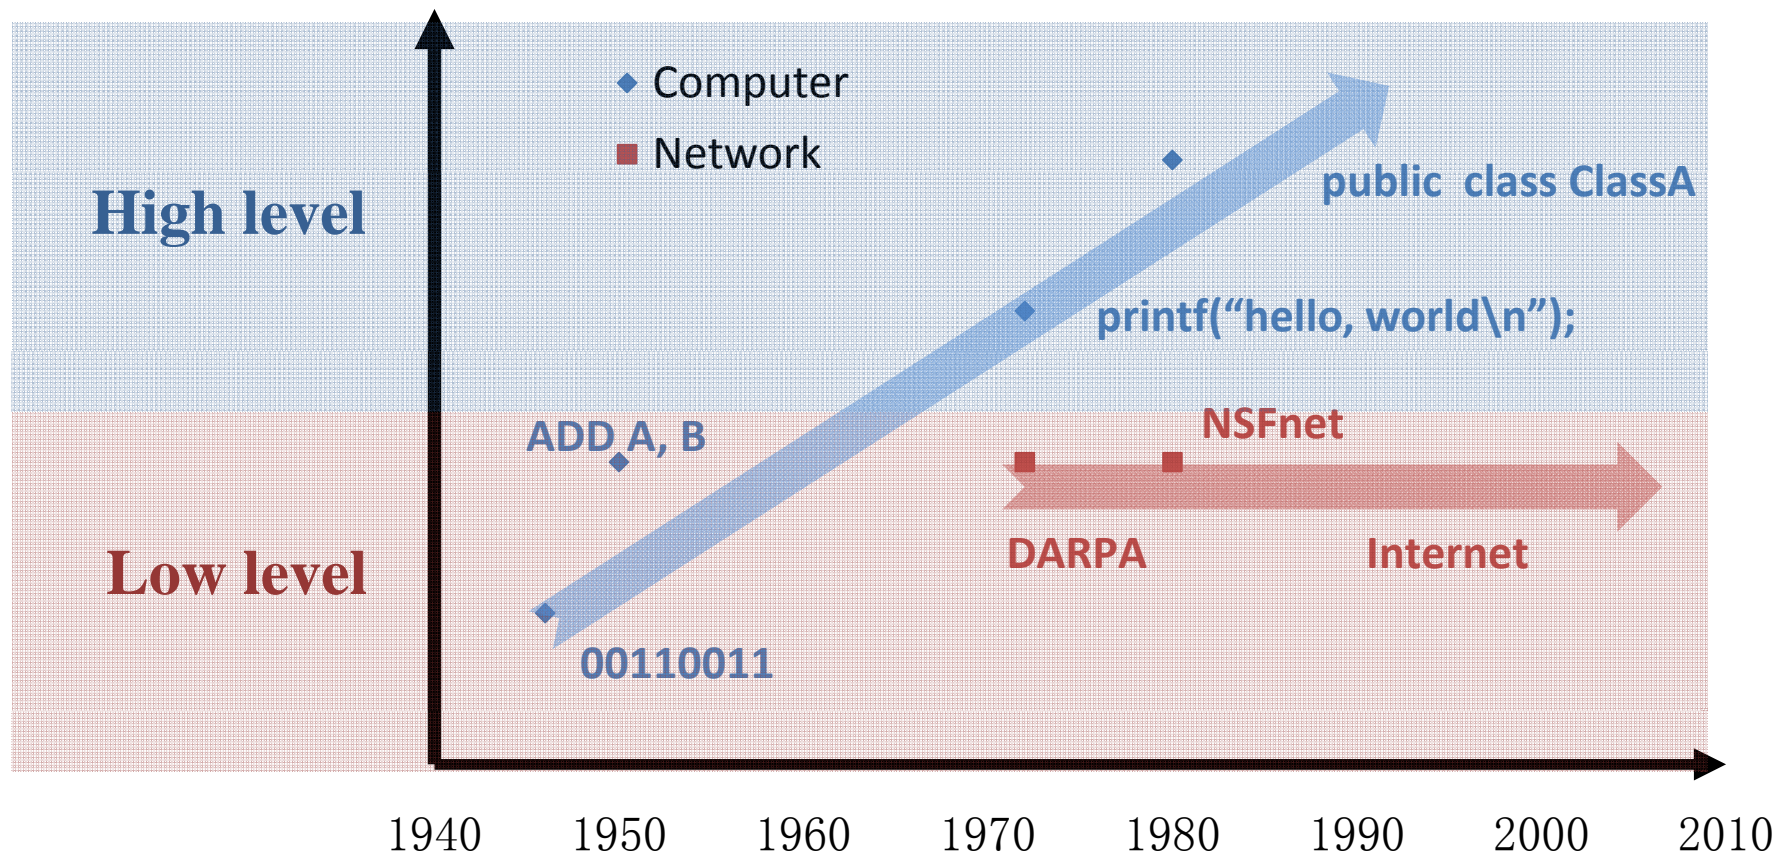 Computer
Network
High level
public class ClassA
printf(“hello, world\n”);
ADD A, B
NSFnet
Low level
DARPA
Internet
00110011
1940 1950 1960 1970 1980 1990 2000 2010